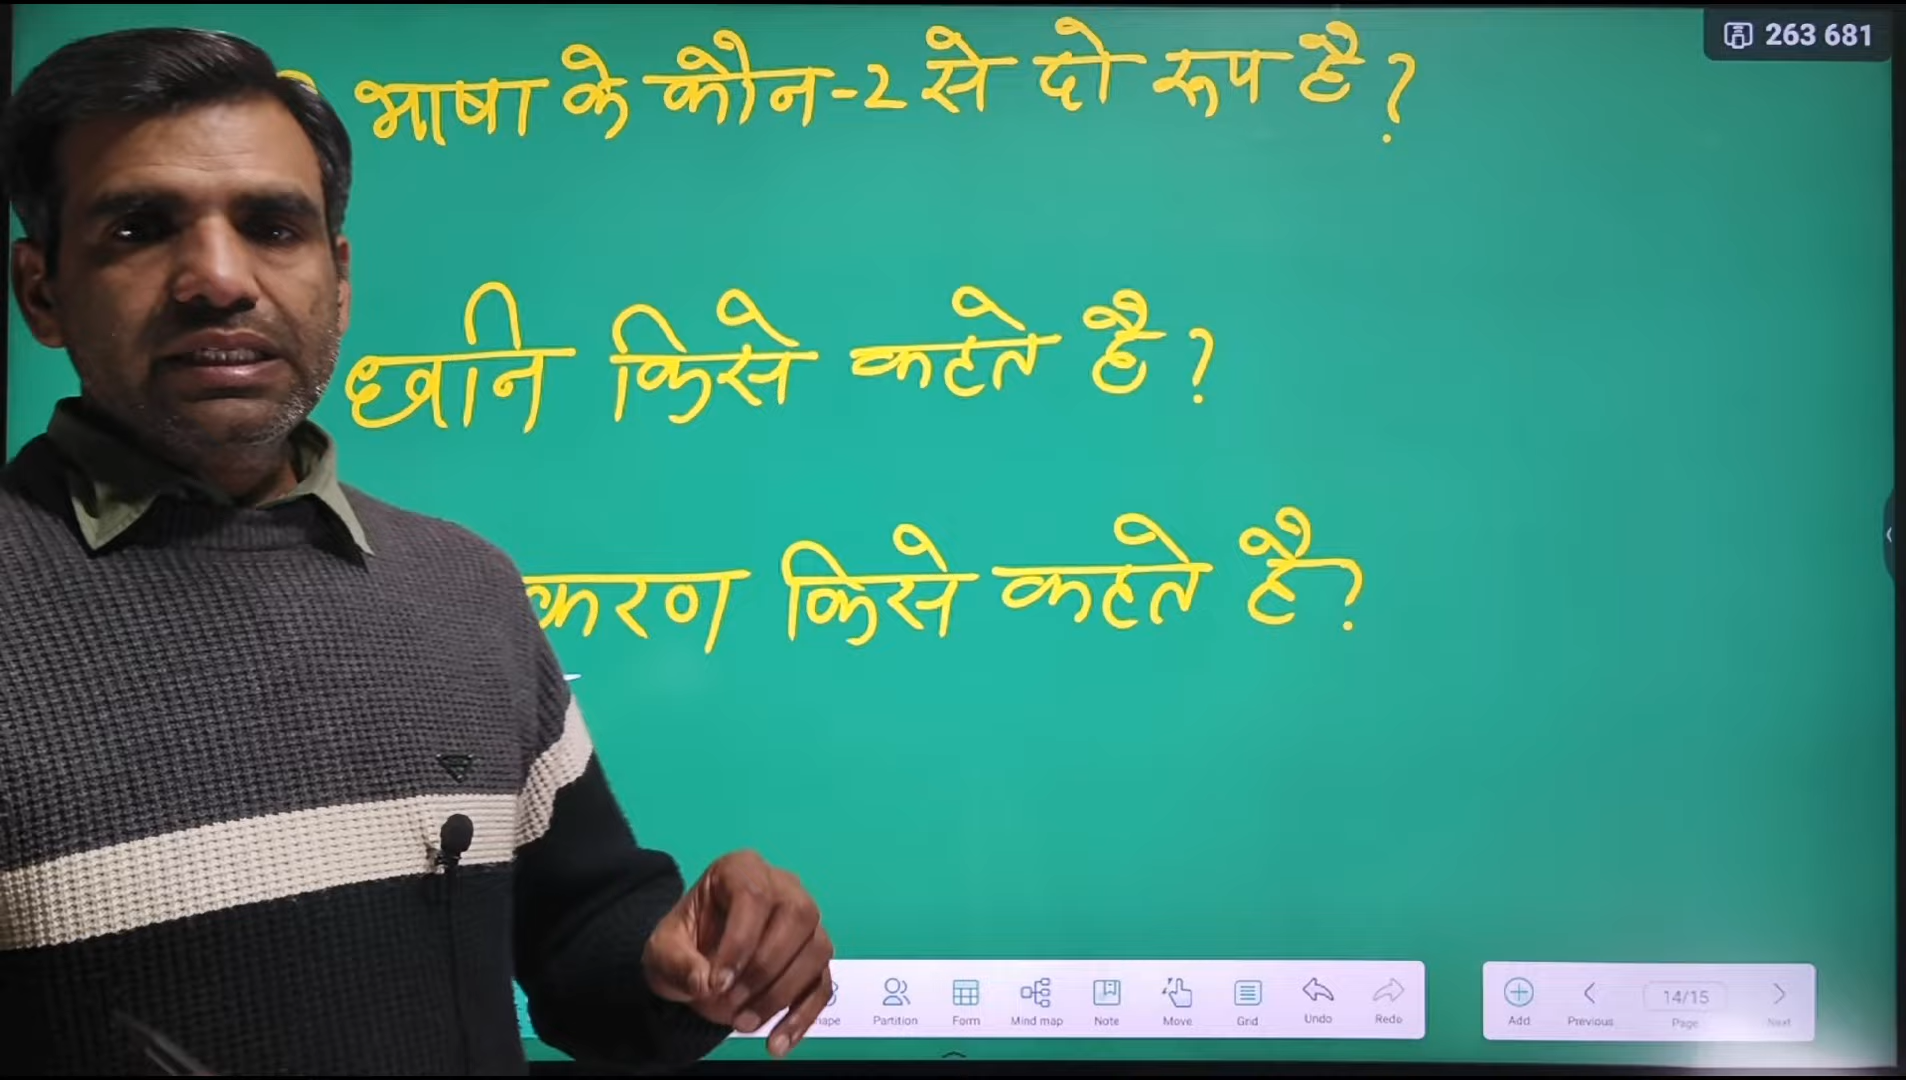 263 681
भाषा के कौन-2 से दो रूप है?
ध्वनि किसे कहते है?
करण किसे कहते है?
Partition Form Mind map Note Move Grid Undo Redo
Add Previous 14/15 Page Next